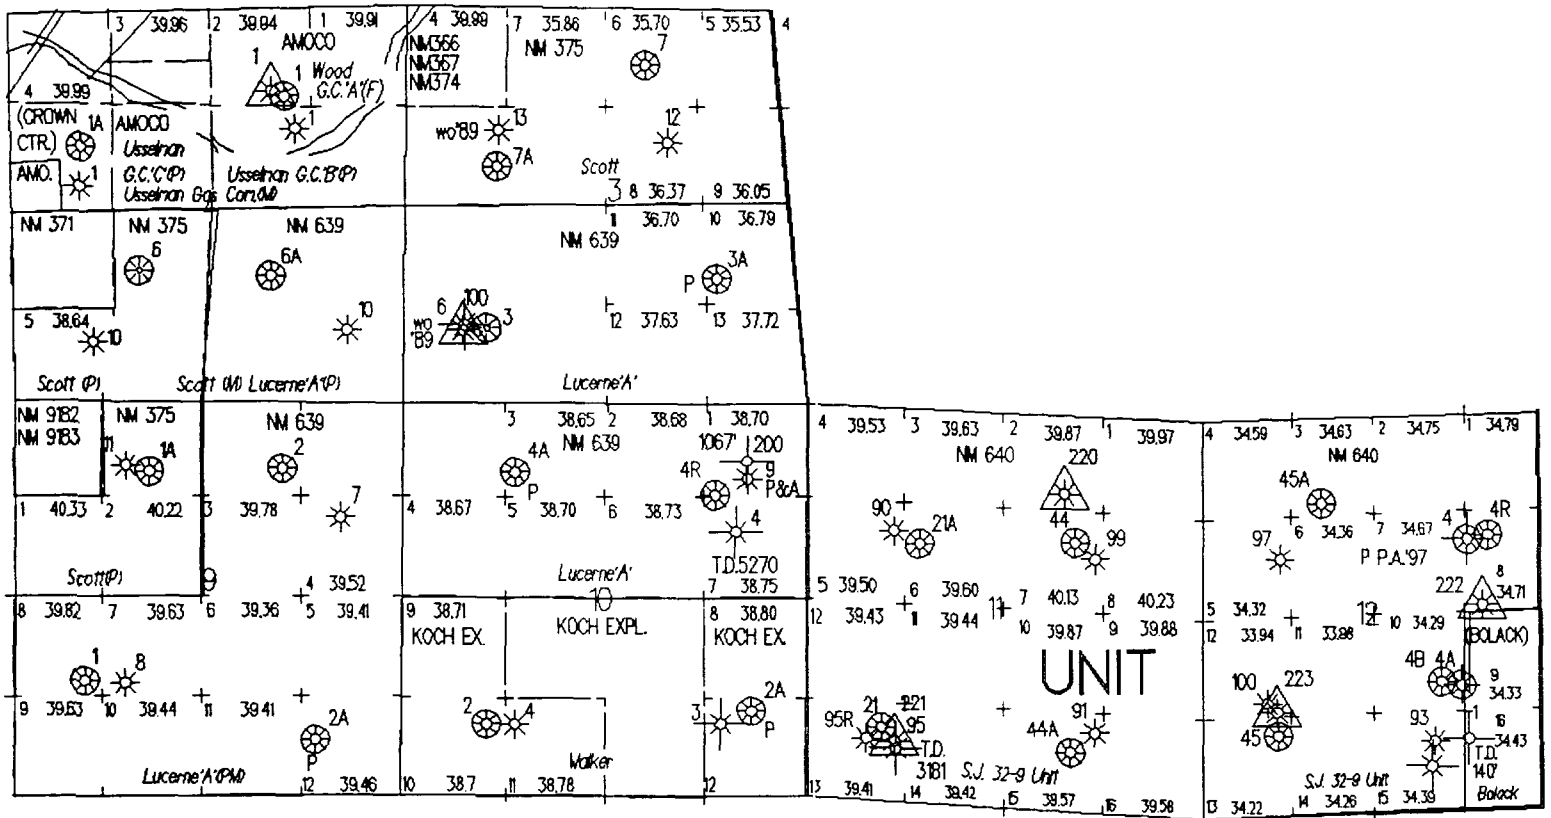 3 39.96 2 39.94 1 39.91 4 39.99 7 35.86 6 35.70 5 35.53 4
AMOCO
NM366
NM367
NM374
NM 375
7
1
1
Wood
G.C.'A'(F)
4 39.99
(CROWN
CTR.)
1A
AMOCO
Usselman
G.C.'C'(P)
Usselman Gas Com.(M)
AMO.
1
1
Usselman G.C.'B'(P)
wo'89
13
7A
12
Scott
3 8 36.37 9 36.05
NM 371
NM 375
NM 639
NM 639
11 36.70 10 36.79
6
6A
3A
P
10
6
100
wo
'89
3
5 38.64
10
12 37.63 13 37.72
Scott (P)
Scott (M) Lucerne'A'(P)
Lucerne'A'
NM 9182
NM 9183
NM 375
NM 639
3 38.65 2 38.68 1 38.70
NM 639
4 39.53 3 39.63 2 39.87 1 39.97
NM 640
4 34.59 3 34.63 2 34.75 1 34.79
NM 640
11
1A
2
4A
P
1067'
200
4R
9
P&A
220
45A
1 40.33 2 40.22 3 39.78
7
4 38.67 5 38.70 6 38.73
4
T.D.5270
90
21A
44
99
97
6 34.36 7 34.67
4
4R
P P.A.'97
Scott(P)
9
4 39.52
Lucerne'A'
10
7 38.75
5 39.50 6 39.60 7 40.13 8 40.23
5 34.32
222
8
34.71
8 39.82 7 39.63 6 39.36 5 39.41
9 38.71
8 38.80
12 39.43 11 39.44 11 10 39.87 9 39.88
12 33.94 11 33.98 12 10 34.29
KOCH EX.
KOCH EXPL.
KOCH EX.
(BOLACK)
UNIT
1
8
4B 4A
9
34.33
9 39.63 10 39.44 11 39.41
2A
P
2
4
3
2A
P
95R
21
221
95
T.D.
3181
44A
91
100
223
45
93
1
16
34.43
T.D.
140'
Lucerne'A'(PM)
Walker
S.J. 32-9 Unit
S.J. 32-9 Unit
Bolack
12 39.46 10 38.7 11 38.78 12
13 39.41 14 39.42 15 39.57 16 39.58
13 34.22 14 34.26 15 34.39